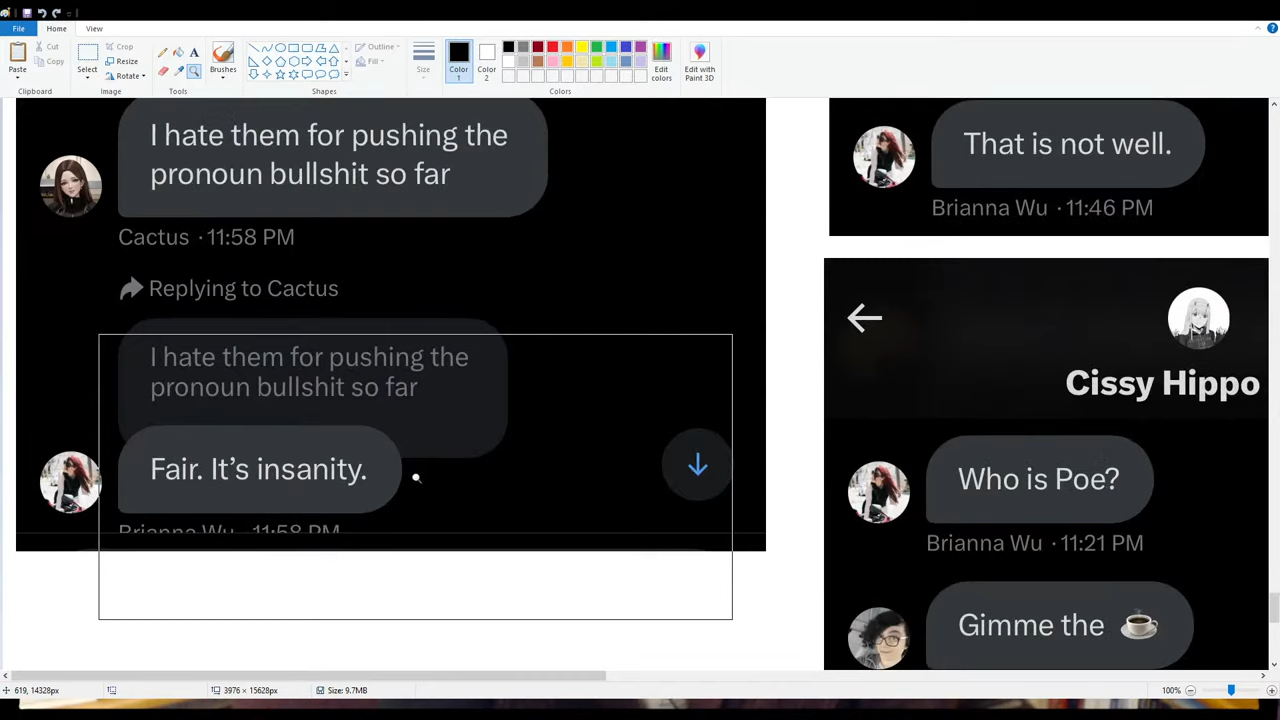 File
Home
View
Paste
Cut
Copy
Clipboard
Select
Crop
Resize
Rotate
Image
A
Tools
Brushes
Outline
Fill
Shapes
Size
Color 1
Color 2
Edit colors
Colors
Edit with Paint 3D
I hate them for pushing the
pronoun bullshit so far
Cactus · 11:58 PM
Replying to Cactus
I hate them for pushing the
pronoun bullshit so far
Fair. It's insanity.
Brianna Wu · 11:58 PM
That is not well.
Brianna Wu · 11:46 PM
Cissy Hippo
Who is Poe?
Brianna Wu · 11:21 PM
Gimme the ☕
619, 14328px
3976 × 15628px
Size: 9.7MB
100%